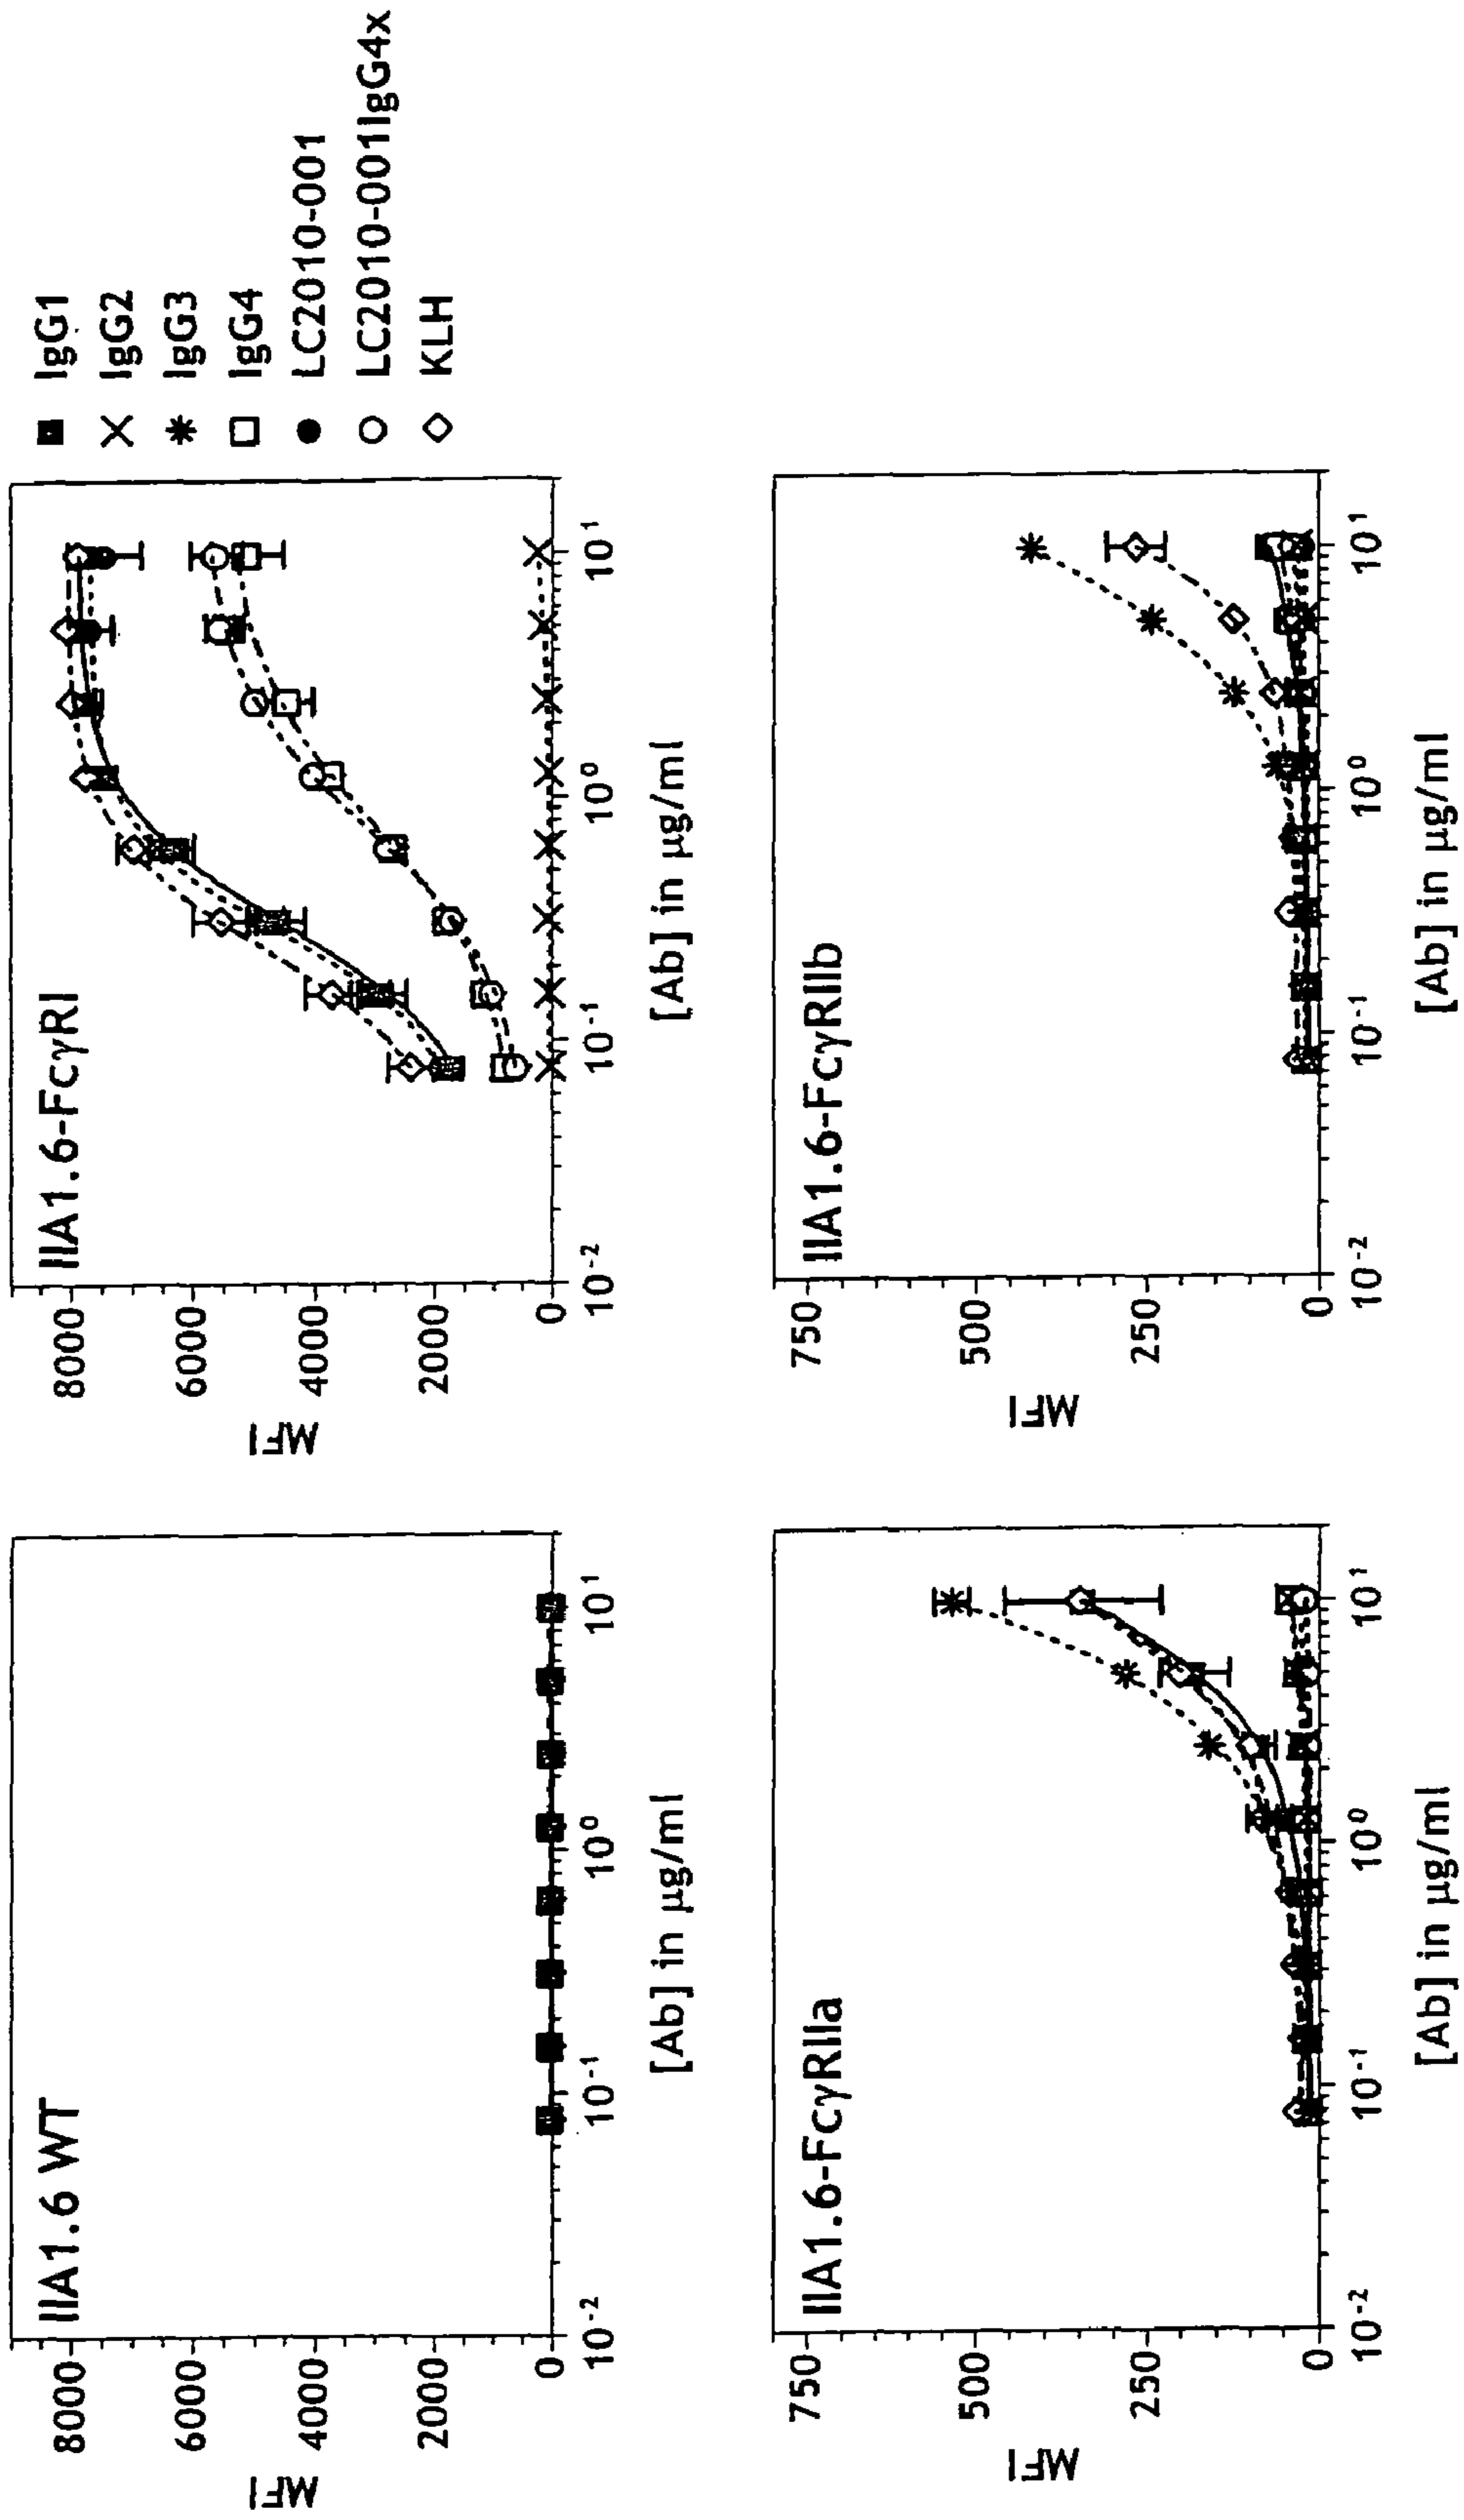 IIA1.6 WT
MFI
8000
6000
4000
2000
0
10-2
10-1
10⁰
10¹
[Ab] in μg/ml
IIA1.6-FcγRI
MFI
8000
6000
4000
2000
0
10-2
10-1
10⁰
10¹
[Ab] in μg/ml
IgG1
IgG2
IgG3
IgG4
LC2010-001
LC2010-001IgG4x
KLH
IIA1.6-FcγRIIa
MFI
750
500
250
0
10-2
10-1
10⁰
10¹
[Ab] in μg/ml
IIA1.6-FcγRIIb
MFI
750
500
250
0
10-2
10-1
10⁰
10¹
[Ab] in μg/ml